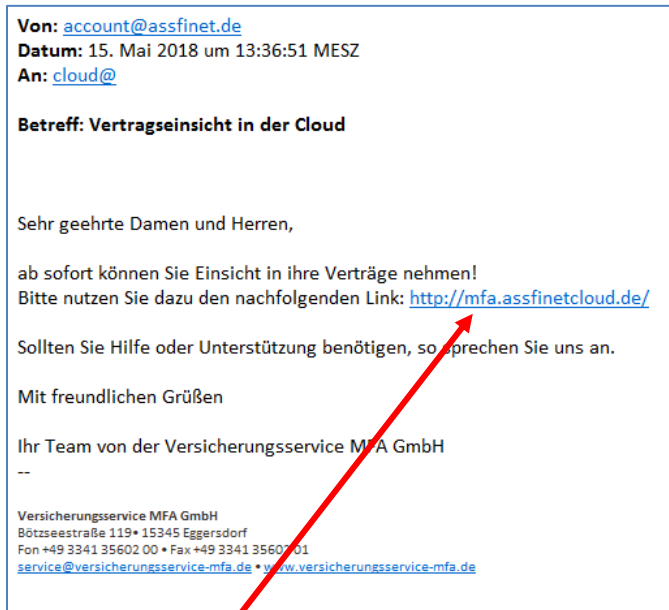 Von: account@assfinet.de
Datum: 15. Mai 2018 um 13:36:51 MESZ
An: cloud@
Betreff: Vertragseinsicht in der Cloud
Sehr geehrte Damen und Herren,
ab sofort können Sie Einsicht in ihre Verträge nehmen!
Bitte nutzen Sie dazu den nachfolgenden Link: http://mfa.assfinetcloud.de/
Sollten Sie Hilfe oder Unterstützung benötigen, so sprechen Sie uns an.
Mit freundlichen Grüßen
Ihr Team von der Versicherungsservice MFA GmbH
--
Versicherungsservice MFA GmbH
Bötzseestraße 119• 15345 Eggersdorf
Fon +49 3341 35602 00 • Fax +49 3341 35602 01
service@versicherungsservice-mfa.de • www.versicherungsservice-mfa.de